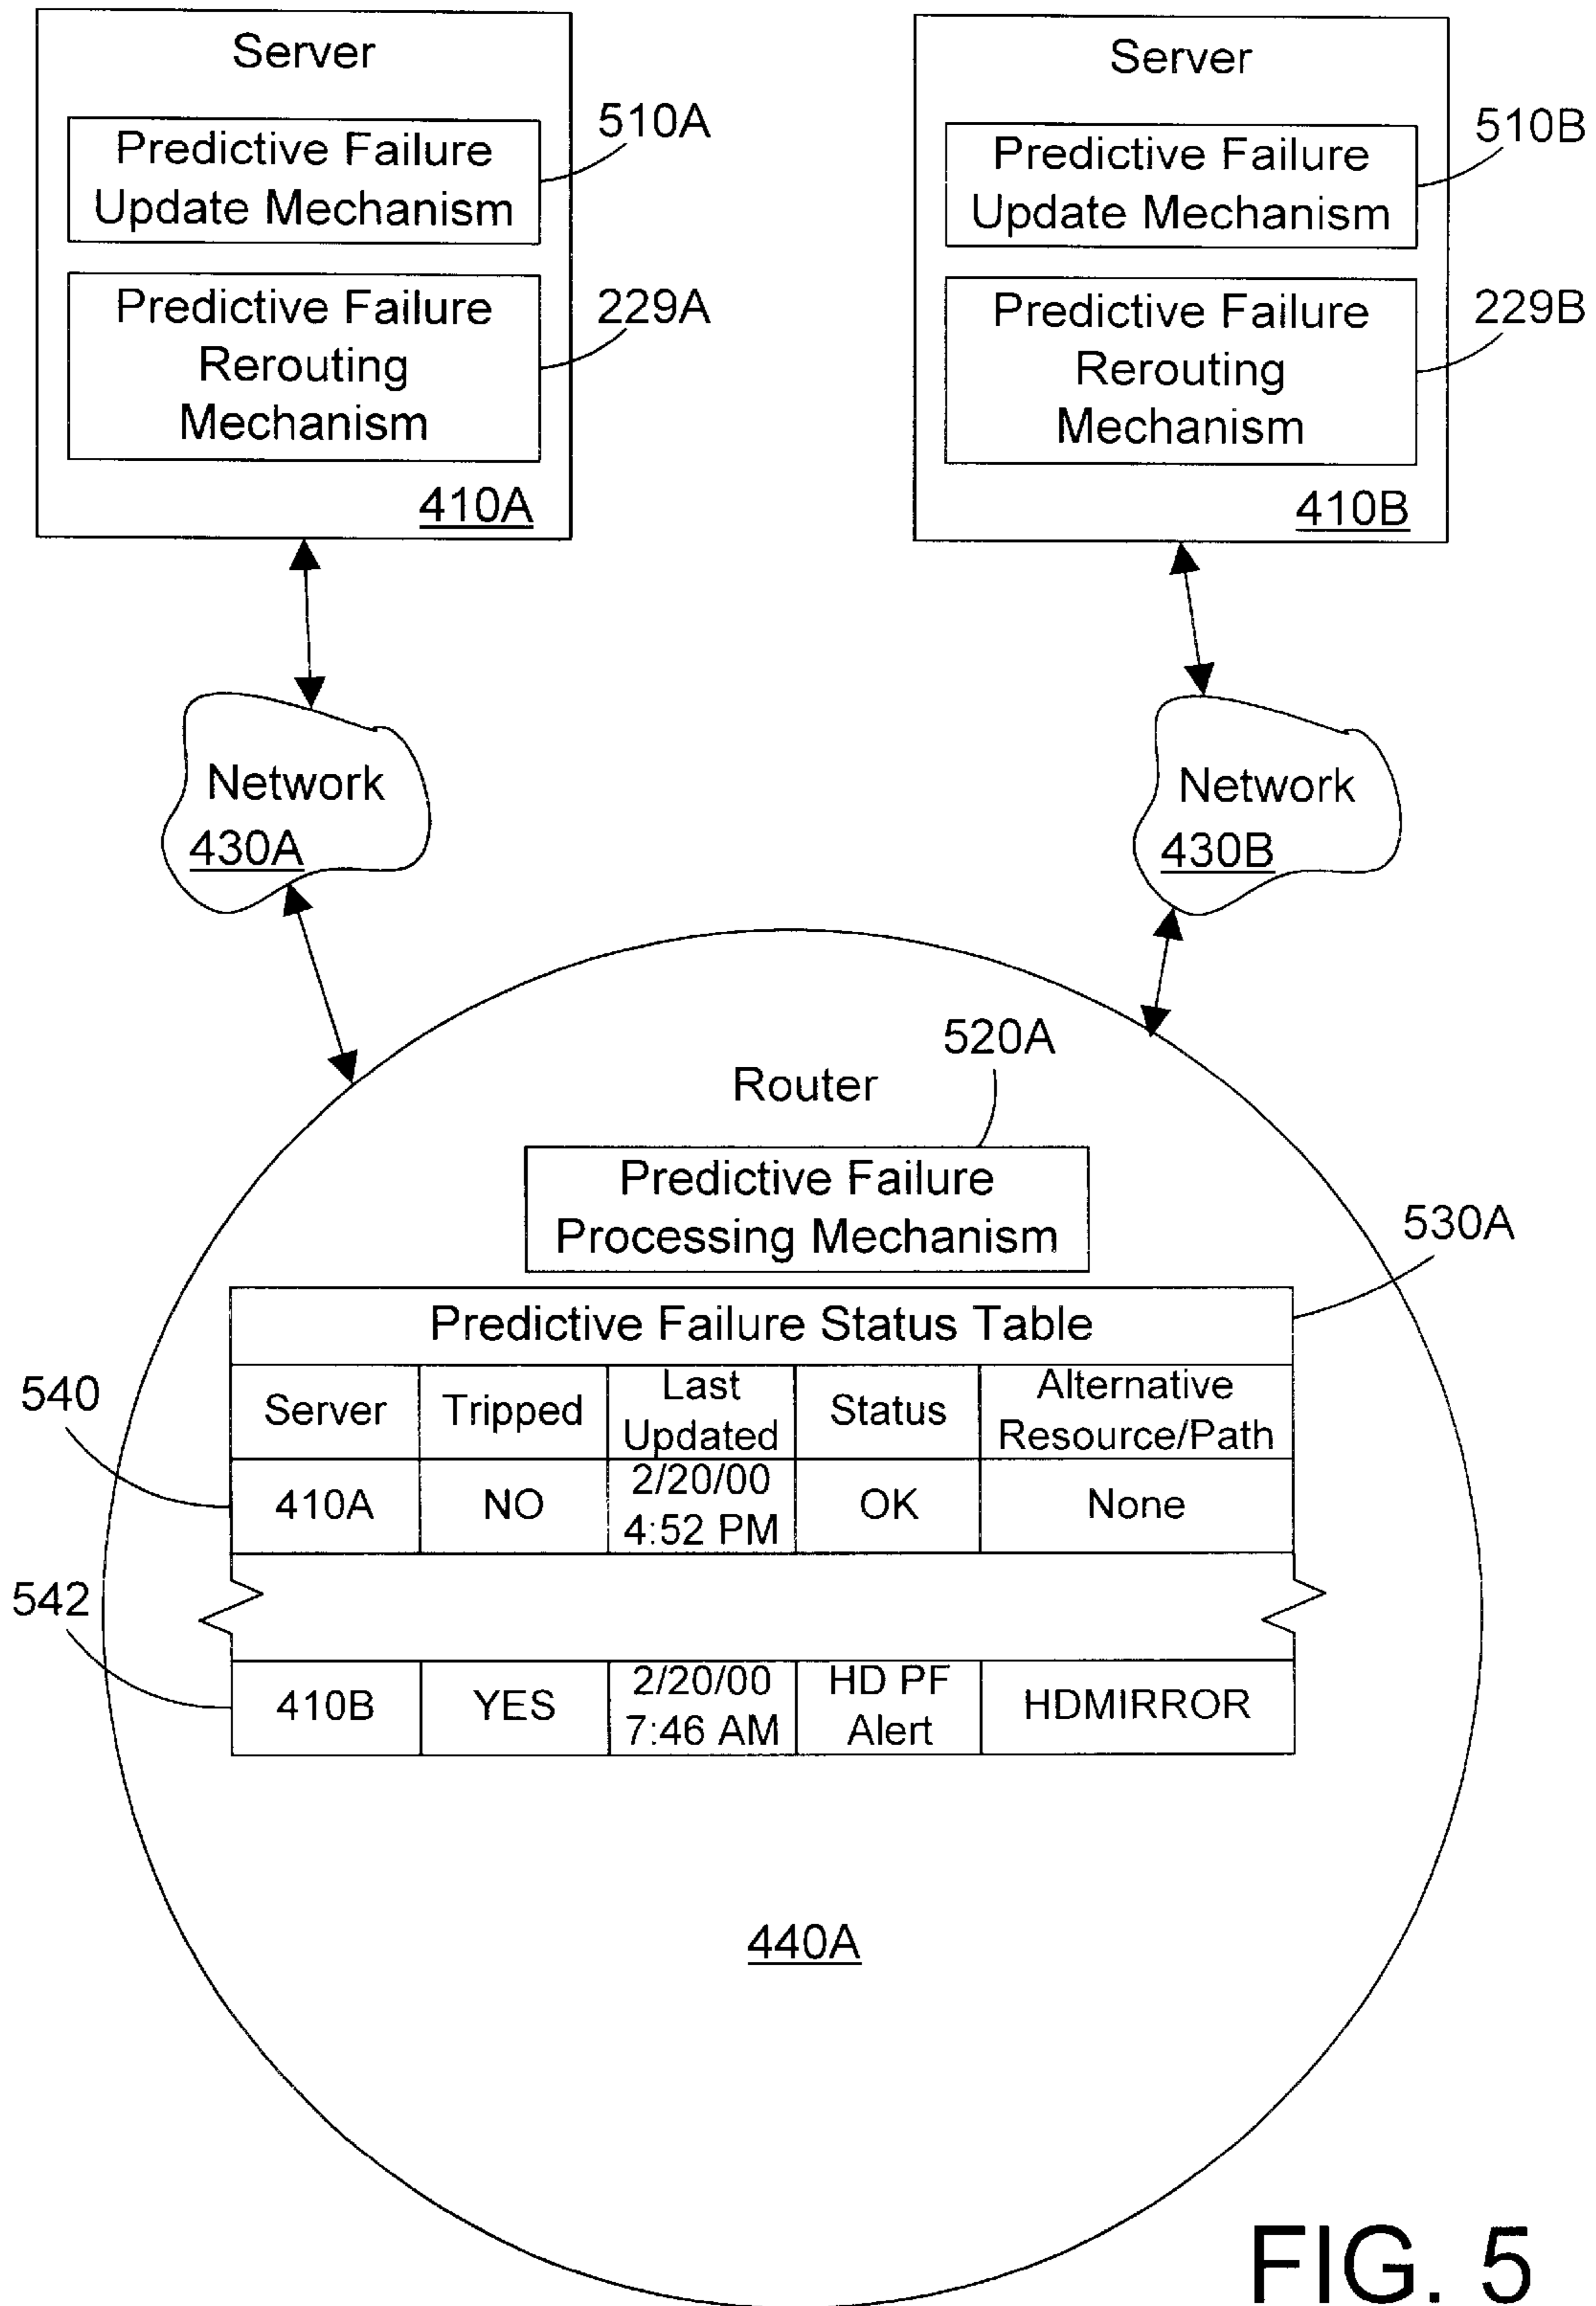 Server
Predictive Failure
Update Mechanism
510A
Predictive Failure
Rerouting
Mechanism
229A
410A
Server
Predictive Failure
Update Mechanism
510B
Predictive Failure
Rerouting
Mechanism
229B
410B
Network
430A
Network
430B
520A
Router
Predictive Failure
Processing Mechanism
530A
Predictive Failure Status Table
540
Server
Tripped
Last
Updated
Status
Alternative
Resource/Path
410A
NO
2/20/00
4:52 PM
OK
None
542
410B
YES
2/20/00
7:46 AM
HD PF
Alert
HDMIRROR
440A
FIG. 5